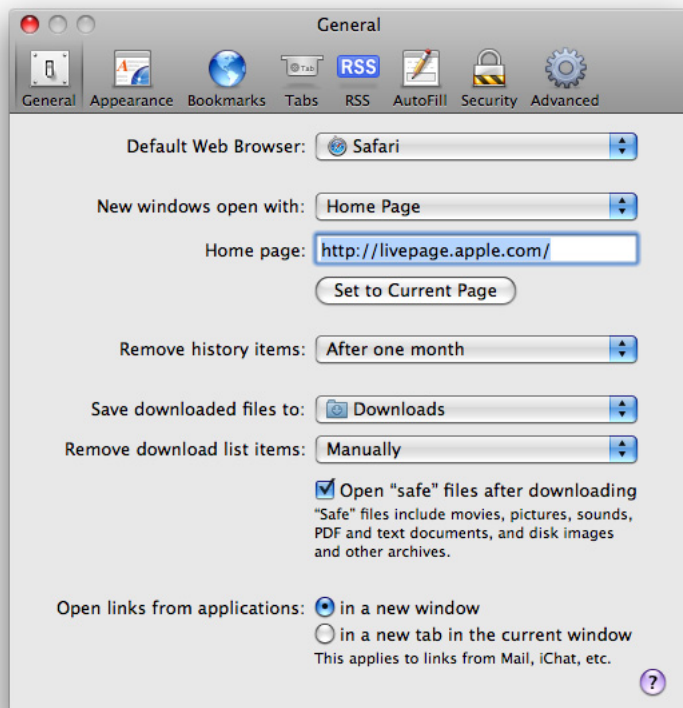 General
General Appearance Bookmarks Tabs RSS AutoFill Security Advanced
Default Web Browser: Safari
New windows open with: Home Page
Home page: http://livepage.apple.com/
Set to Current Page
Remove history items: After one month
Save downloaded files to: Downloads
Remove download list items: Manually
Open “safe” files after downloading
“Safe” files include movies, pictures, sounds,
PDF and text documents, and disk images
and other archives.
Open links from applications: in a new window
in a new tab in the current window
This applies to links from Mail, iChat, etc.
?